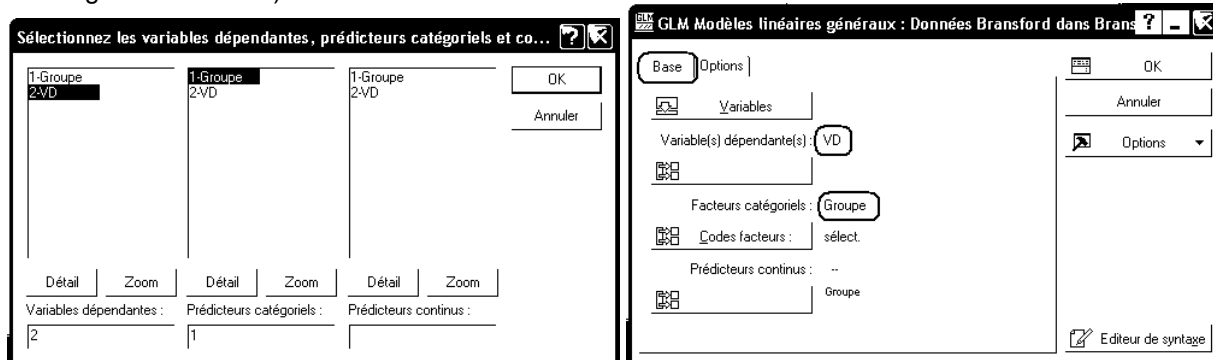 Sélectionnez les variables dépendantes, prédicteurs catégoriels et co...
1-Groupe
2-VD
1-Groupe
2-VD
1-Groupe
2-VD
OK
Annuler
Détail
Zoom
Détail
Zoom
Détail
Zoom
Variables dépendantes :
Prédicteurs catégoriels :
Prédicteurs continus :
2
1
GLM Modèles linéaires généraux : Données Bransford dans Brans
Base
Options
OK
Variables
Annuler
Variable(s) dépendante(s) : VD
Options
Facteurs catégoriels : Groupe
Codes facteurs : sélect.
Prédicteurs continus : --
Groupe
Editeur de syntaxe